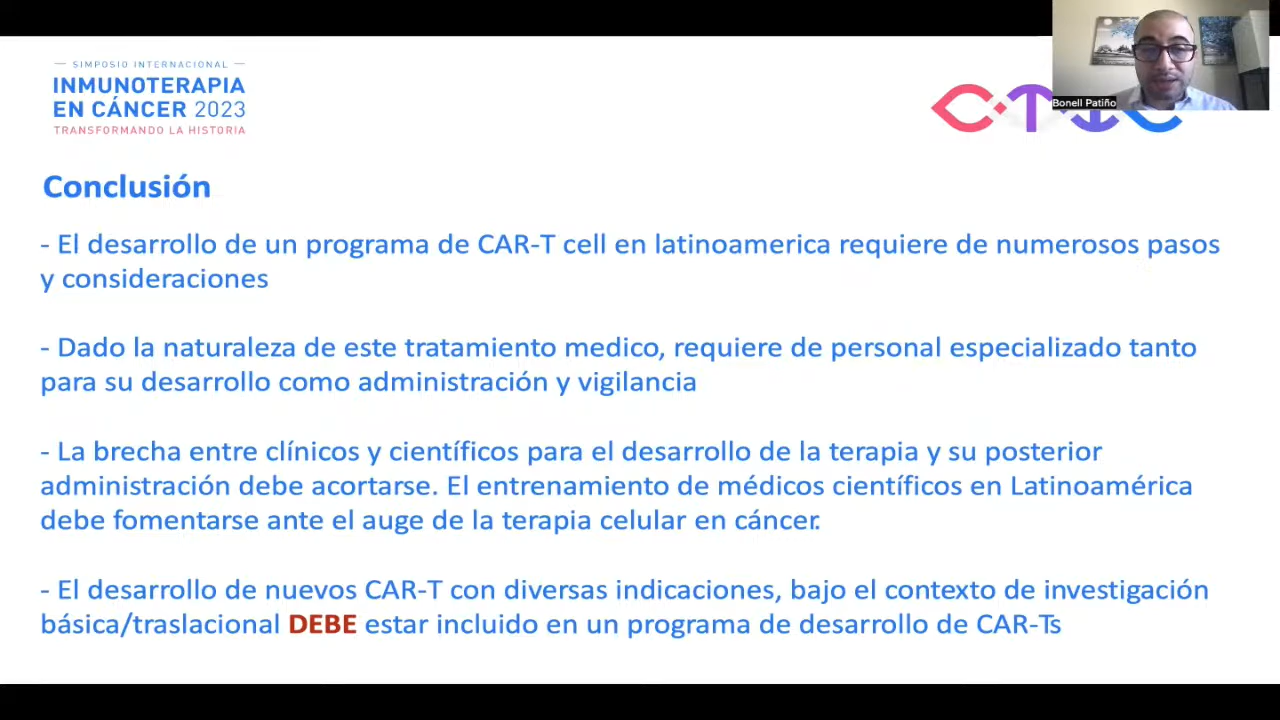 SIMPOSIO INTERNACIONAL
INMUNOTERAPIA
EN CÁNCER 2023
TRANSFORMANDO LA HISTORIA
Bonell Patiño
Conclusión
- El desarrollo de un programa de CAR-T cell en latinoamerica requiere de numerosos pasos
y consideraciones
- Dado la naturaleza de este tratamiento medico, requiere de personal especializado tanto
para su desarrollo como administración y vigilancia
- La brecha entre clínicos y científicos para el desarrollo de la terapia y su posterior
administración debe acortarse. El entrenamiento de médicos científicos en Latinoamérica
debe fomentarse ante el auge de la terapia celular en cáncer.
- El desarrollo de nuevos CAR-T con diversas indicaciones, bajo el contexto de investigación
básica/traslacional DEBE estar incluido en un programa de desarrollo de CAR-Ts